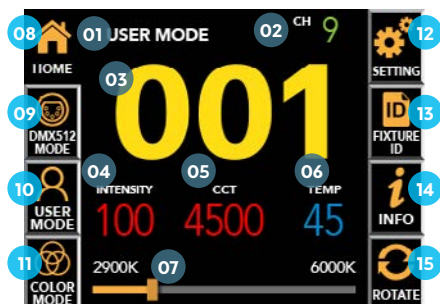 08 01 USER MODE 02 CH 9 12
HOME
SETTING
03
001
09
DMX512
MODE
13
ID
FIXTURE
ID
04 05 06
INTENSITY CCT TEMP
100 4500 45
10
USER
MODE
14
i
INFO
11
COLOR
MODE
2900K 07 6000K
15
ROTATE